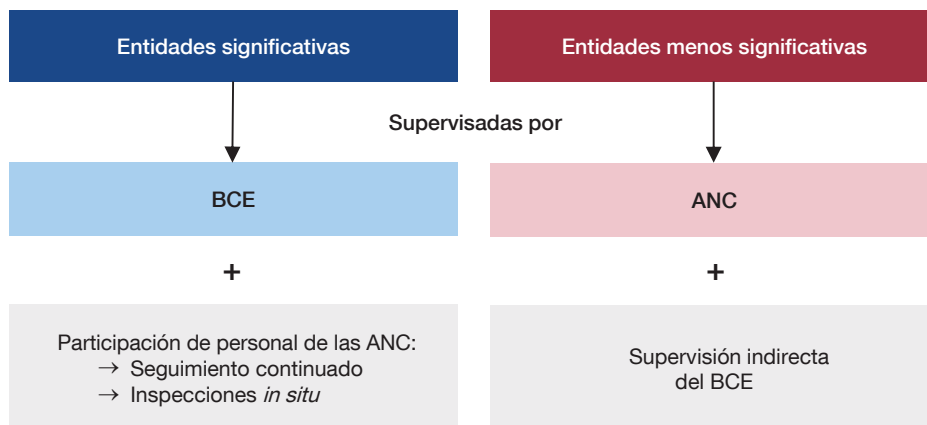 Entidades significativas
Entidades menos significativas
Supervisadas por
BCE
ANC
+
+
Participación de personal de las ANC:
→ Seguimiento continuado
→ Inspecciones in situ
Supervisión indirecta
del BCE